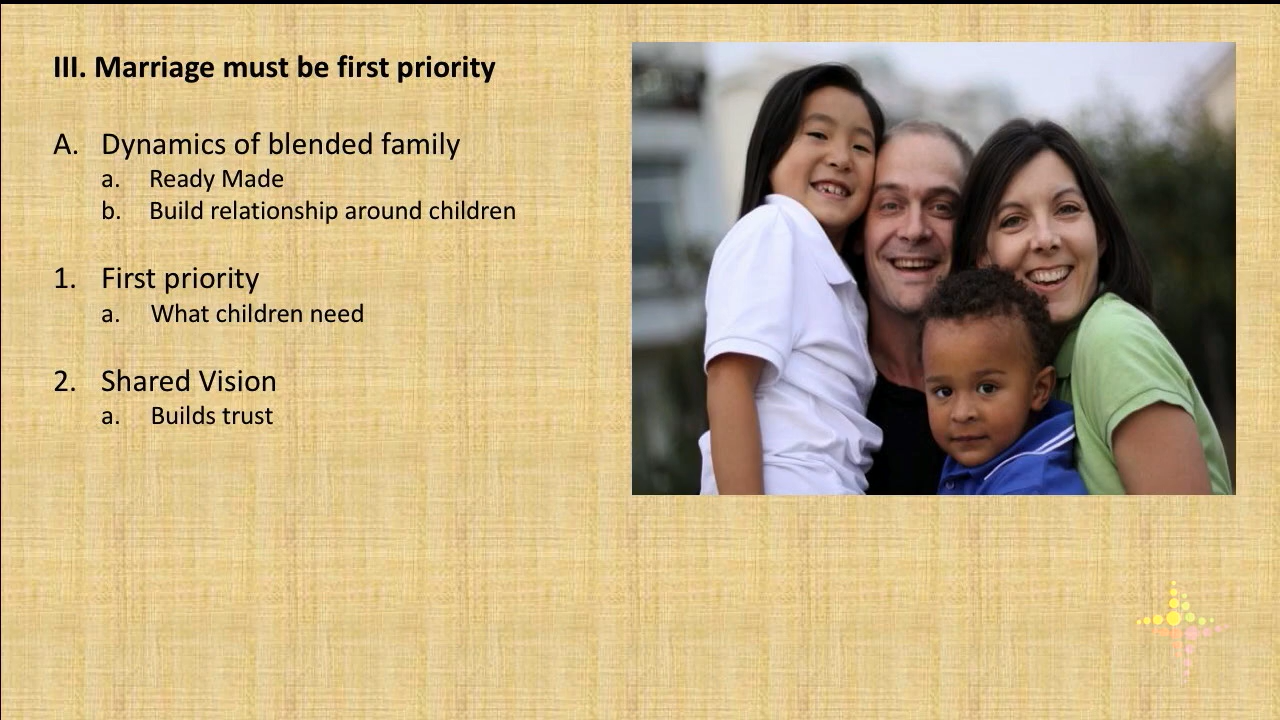 III. Marriage must be first priority
A. Dynamics of blended family
a. Ready Made
b. Build relationship around children
1. First priority
a. What children need
2. Shared Vision
a. Builds trust